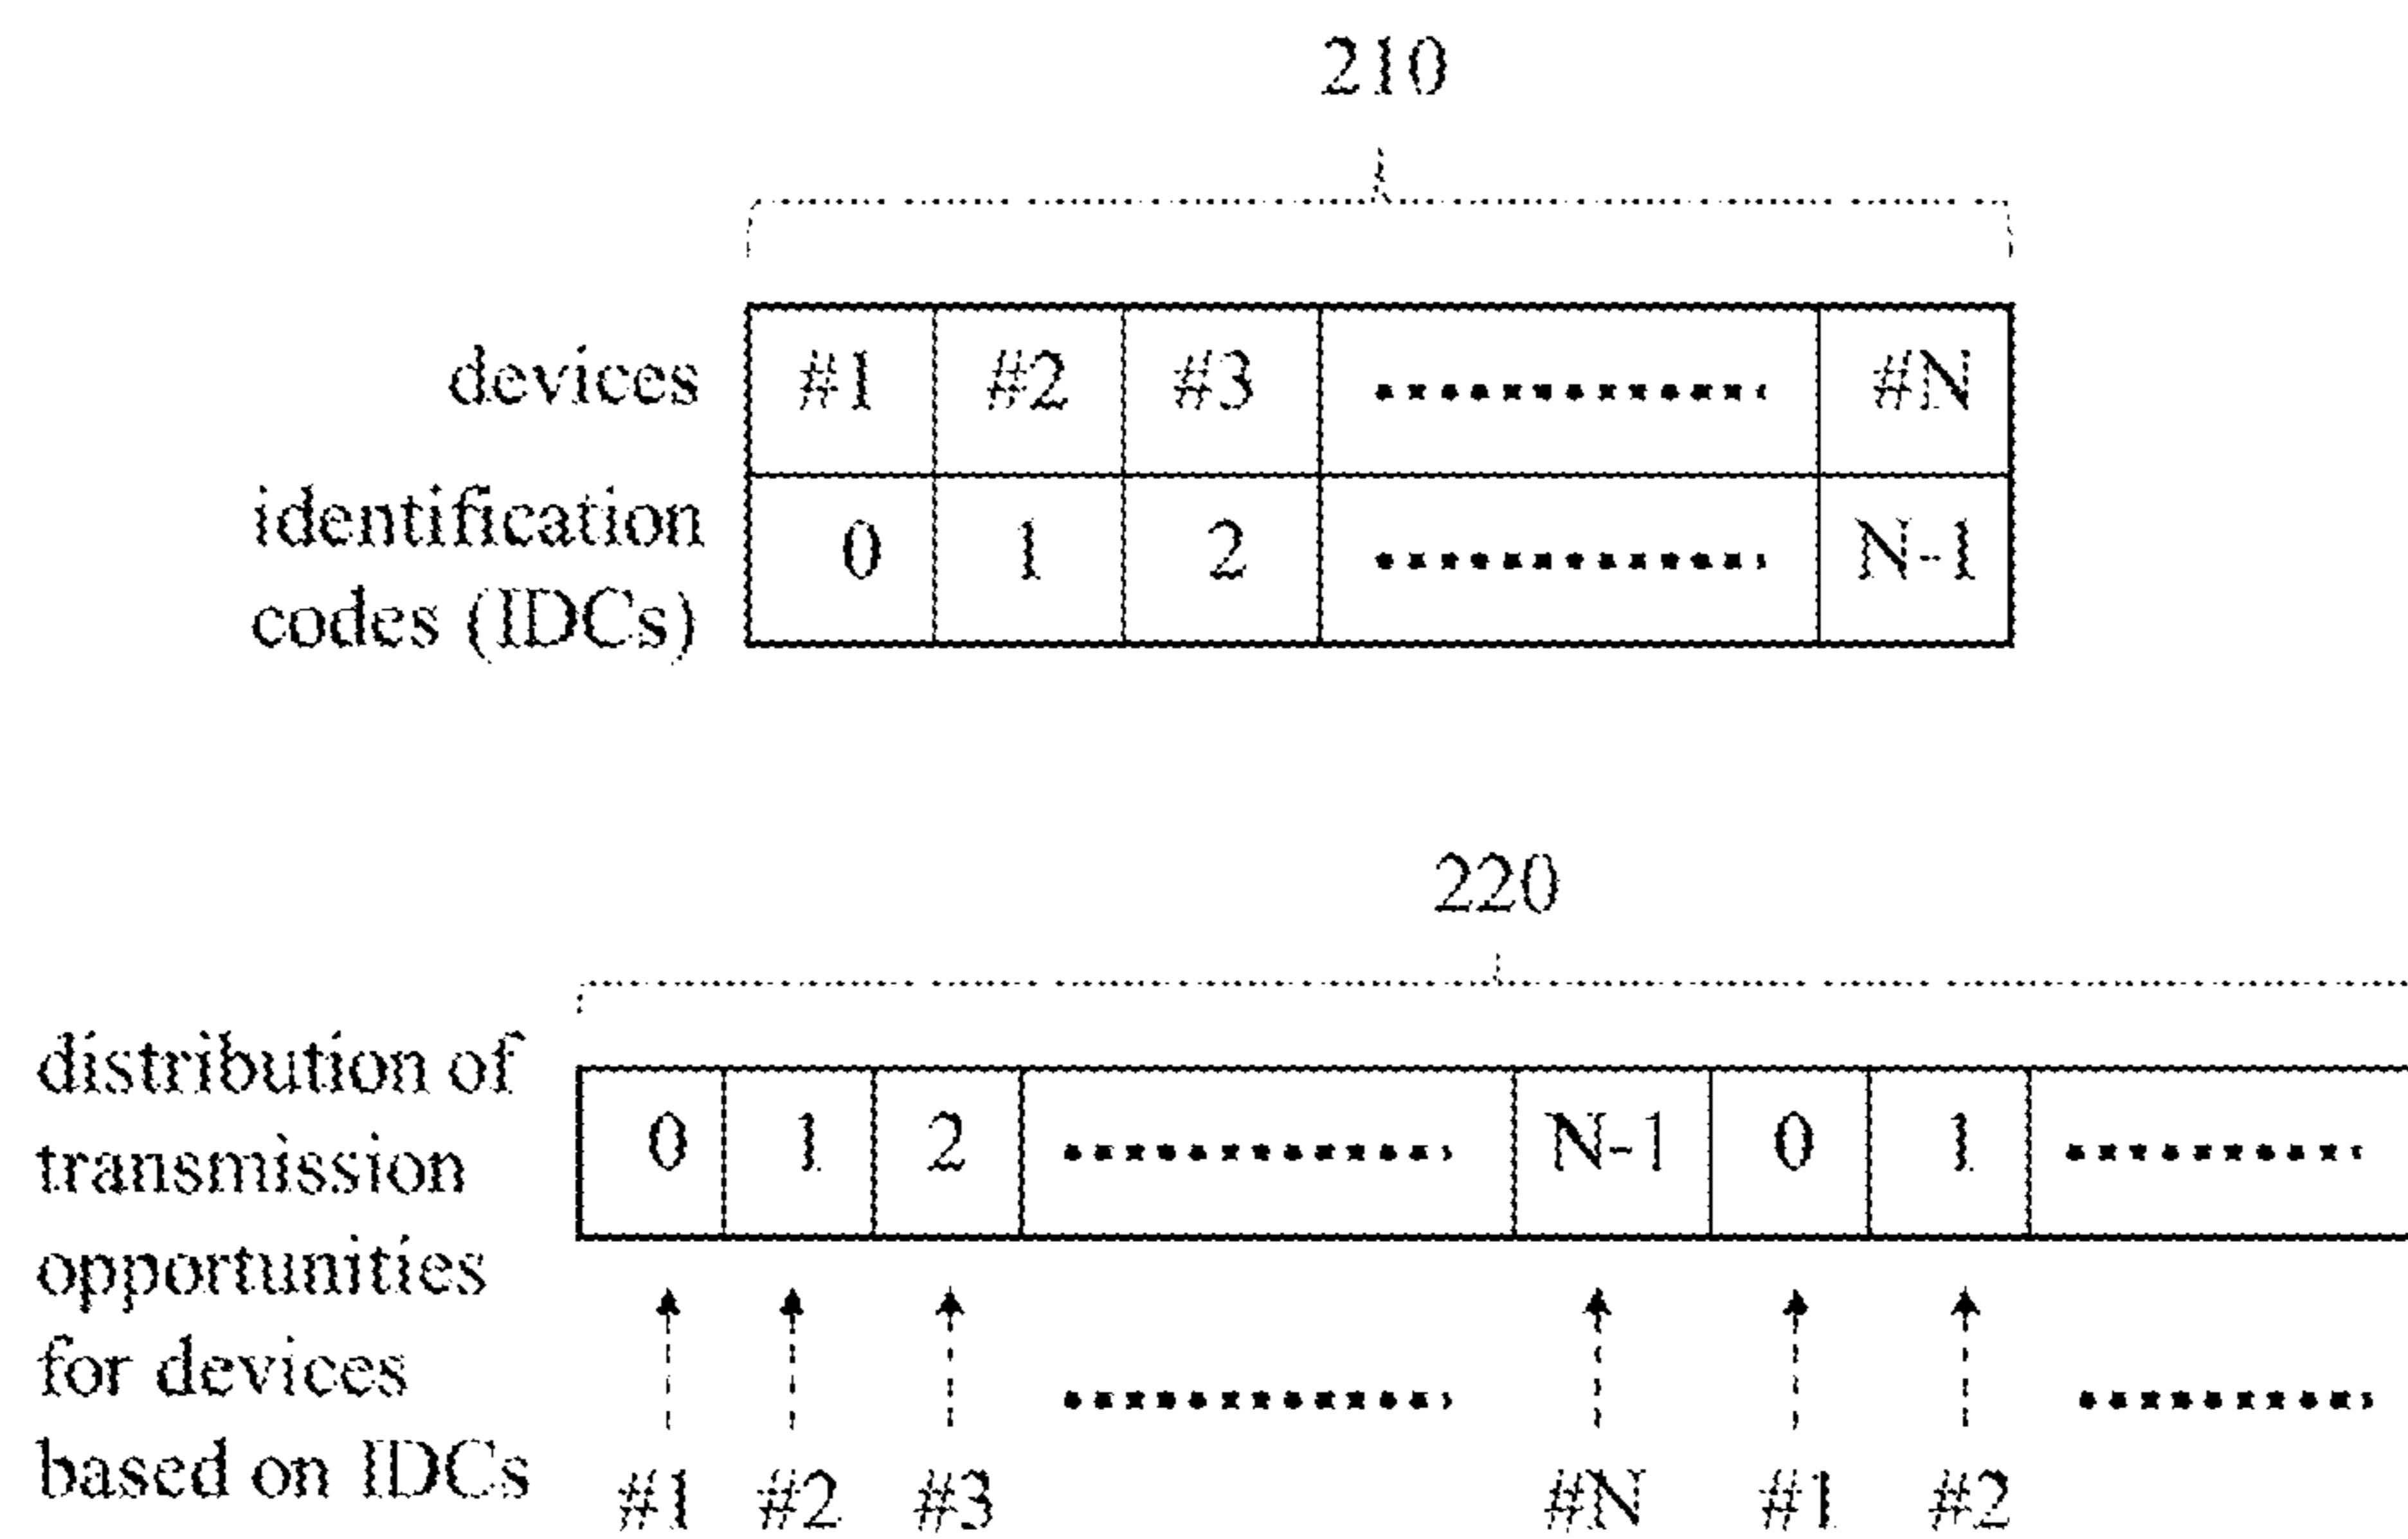 210
devices #1 #2 #3 #N
identification
codes (IDCs)
0 1 2 N-1
220
distribution of
transmission
opportunities
for devices
based on IDCs
0 1 2 N-1 0 1
#1 #2 #3 #N #1 #2